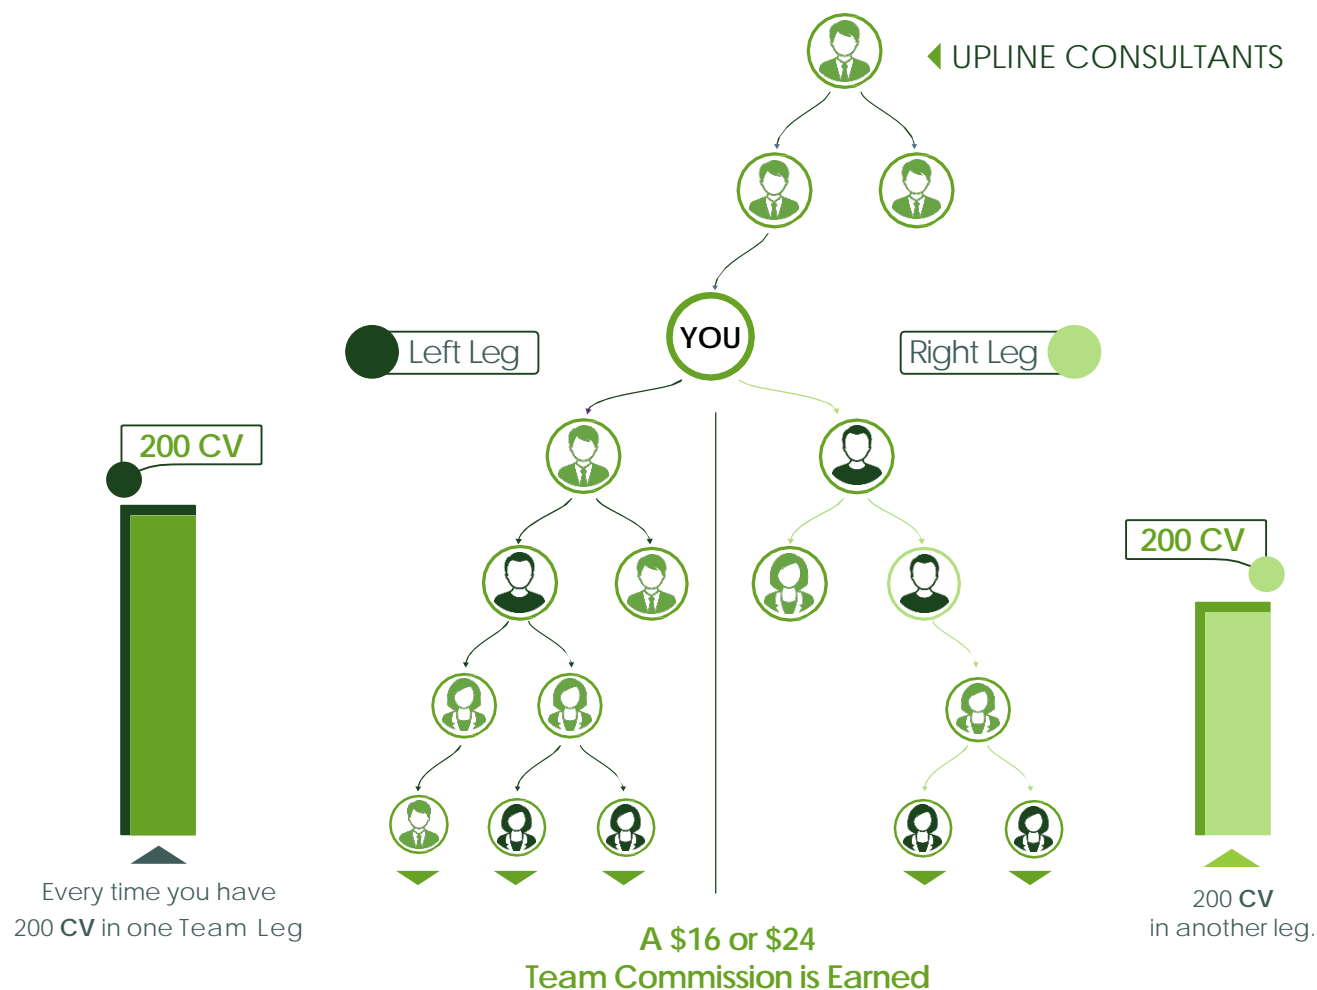 UPLINE CONSULTANTS
YOU
Left Leg
Right Leg
200 CV
200 CV
Every time you have
200 CV in one Team Leg
200 CV
in another leg.
A $16 or $24
Team Commission is Earned